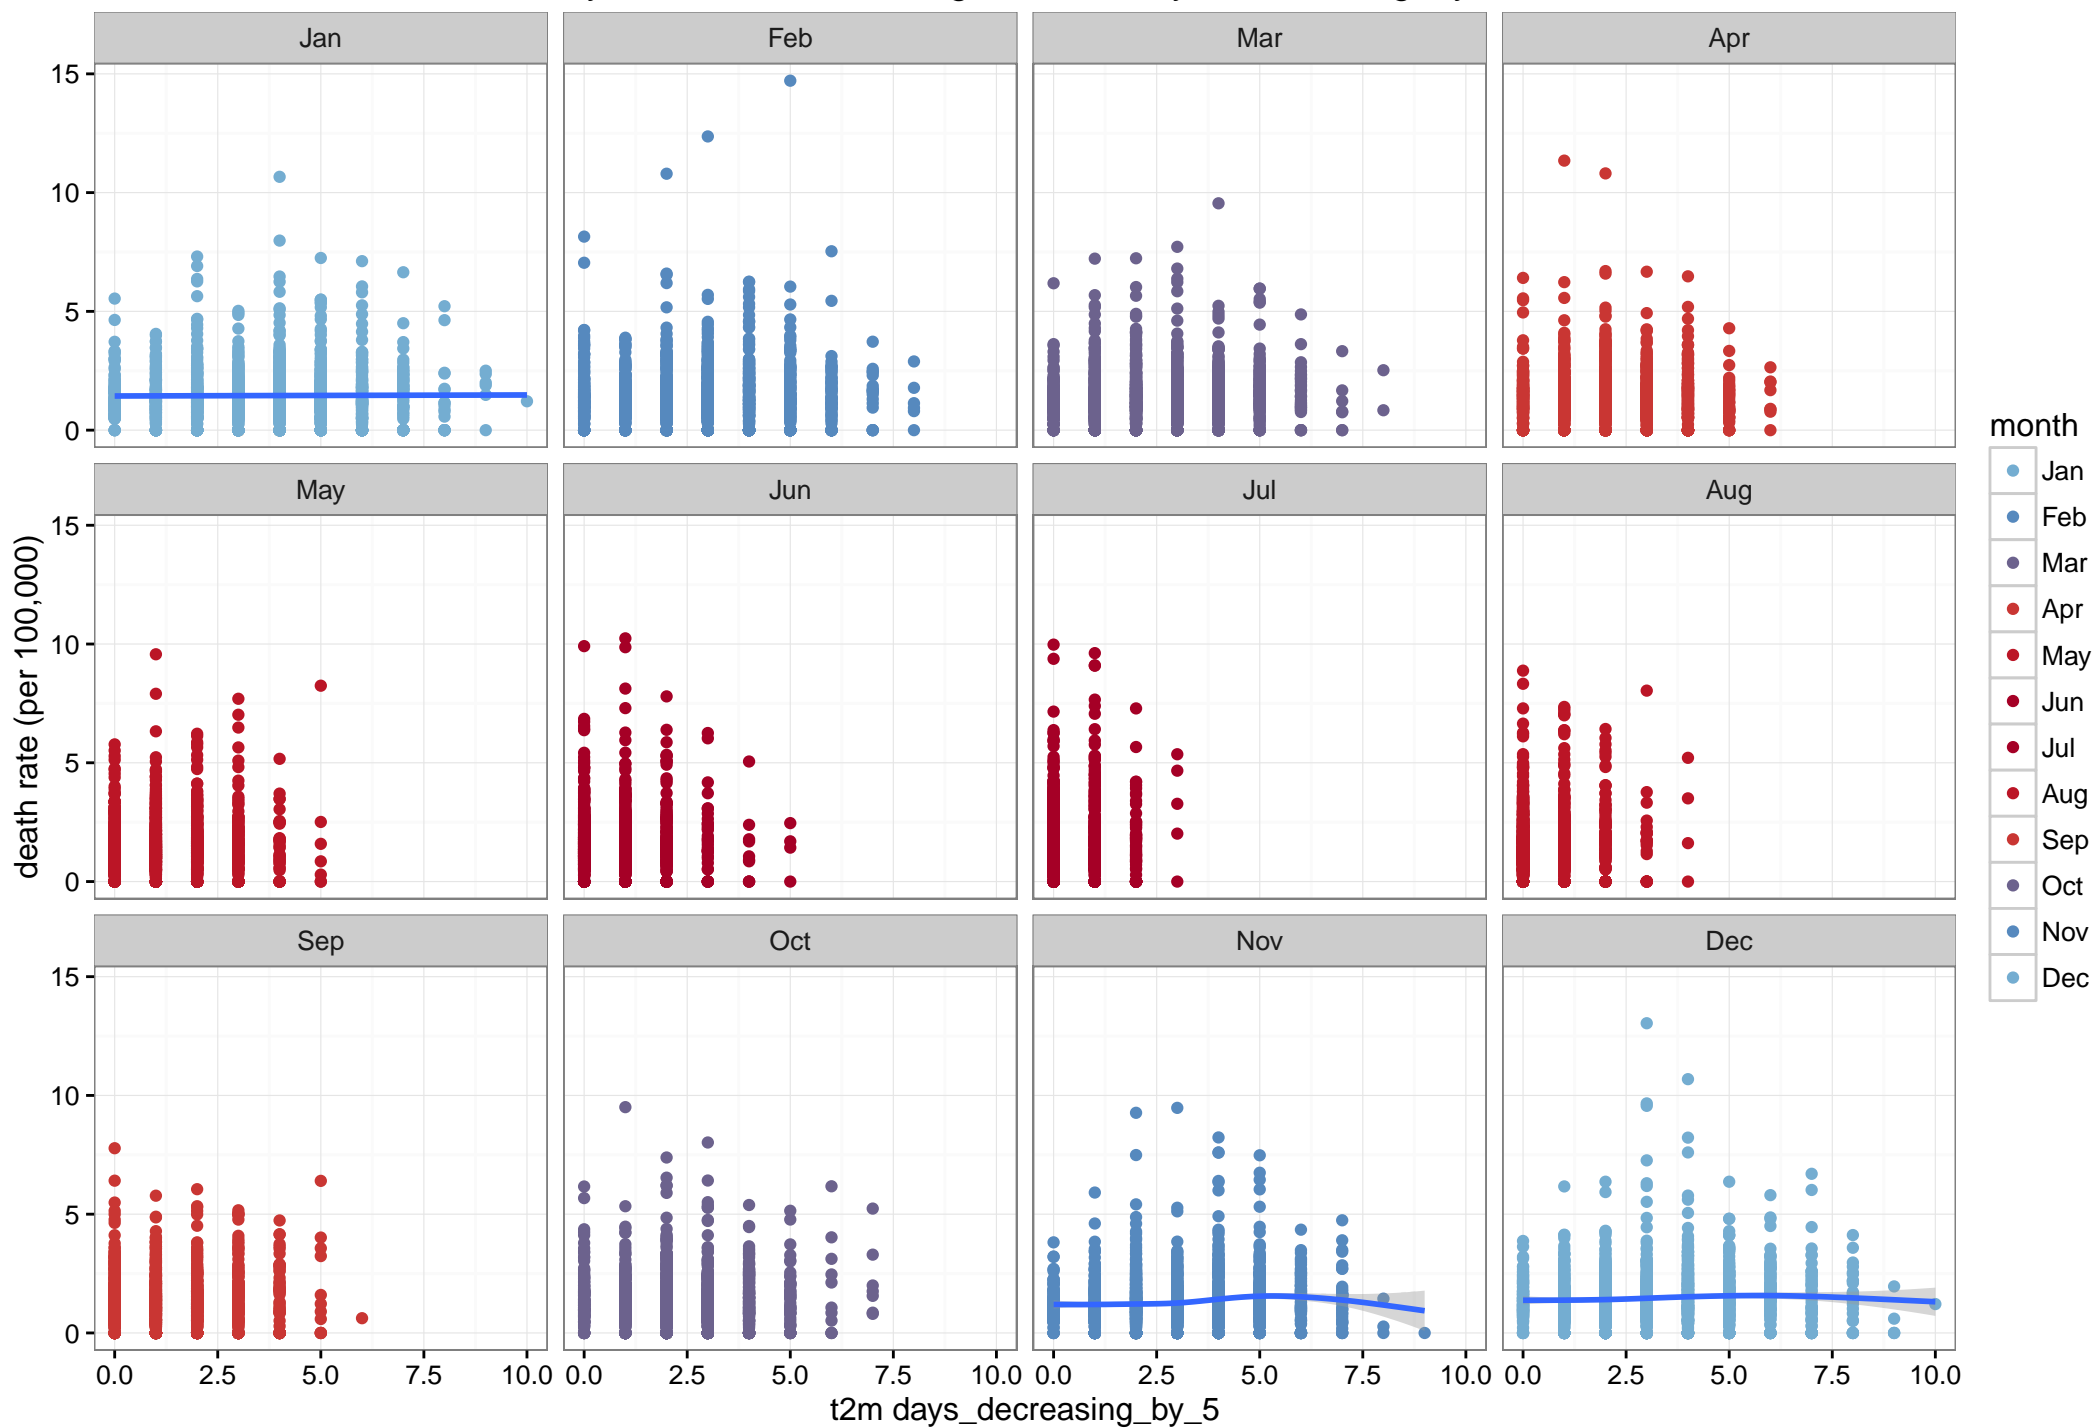 Jan Feb Mar Apr
15
10
5
0
May Jun Jul Aug
15
10
5
0
Sep Oct Nov Dec
15
10
5
0
0.0 2.5 5.0 7.5 10.0 0.0 2.5 5.0 7.5 10.0 0.0 2.5 5.0 7.5 10.0 0.0 2.5 5.0 7.5 10.0
t2m days_decreasing_by_5
death rate (per 100,000)
month
Jan
Feb
Mar
Apr
May
Jun
Jul
Aug
Sep
Oct
Nov
Dec